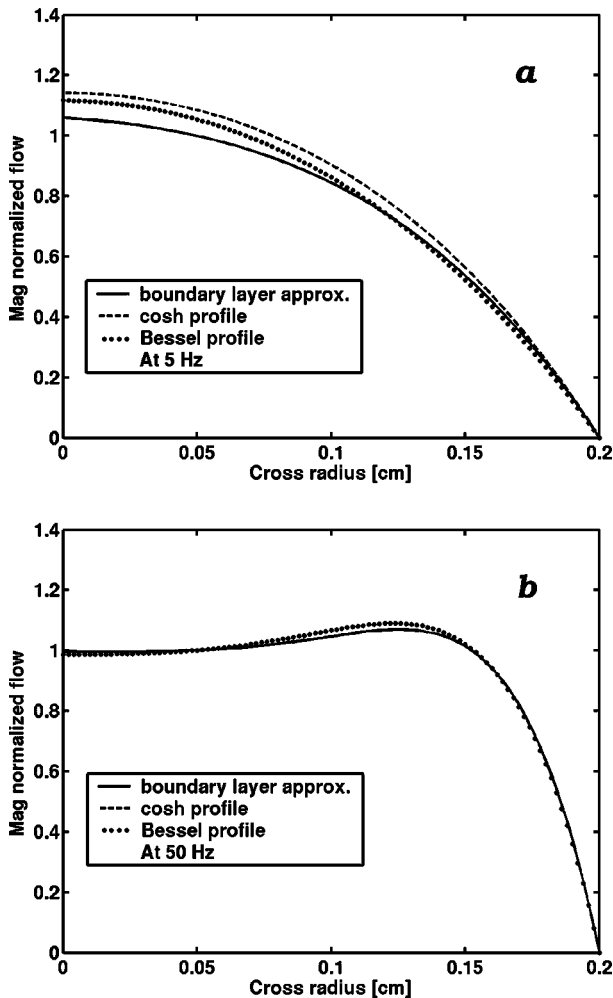 1.4
a
1.2
1
0.8
Mag normalized flow
0.6
boundary layer approx.
cosh profile
Bessel profile
At 5 Hz
0.4
0.2
0
0 0.05 0.1 0.15 0.2
Cross radius [cm]
1.4
b
1.2
1
0.8
Mag normalized flow
0.6
boundary layer approx.
cosh profile
Bessel profile
At 50 Hz
0.4
0.2
0
0 0.05 0.1 0.15 0.2
Cross radius [cm]